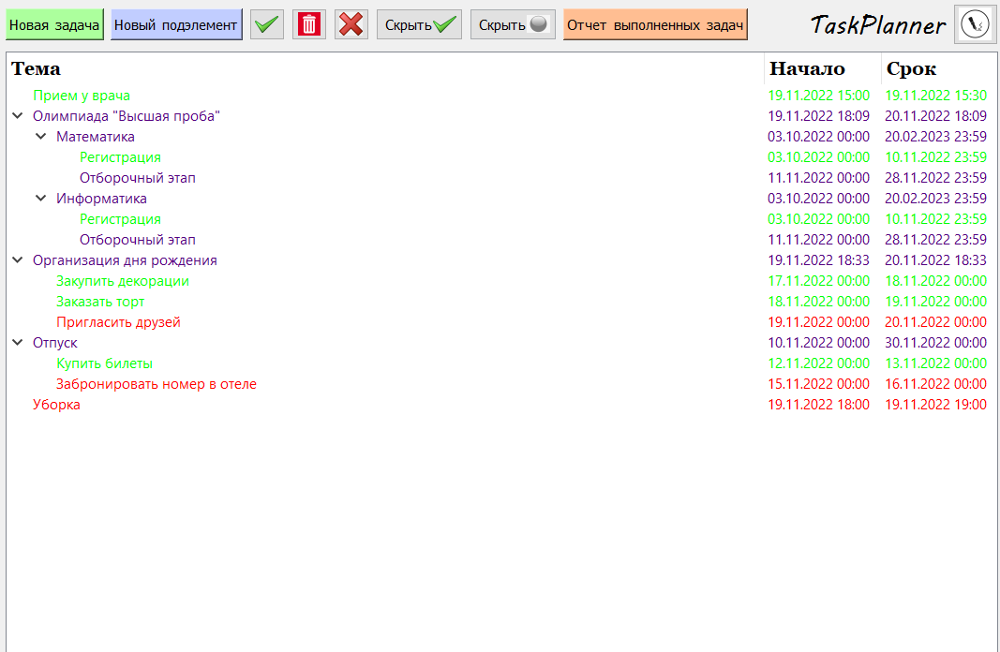 Новая задача Новый подэлемент Скрыть Скрыть Отчет выполненных задач TaskPlanner
Тема Начало Срок
Прием у врача 19.11.2022 15:00 19.11.2022 15:30
Олимпиада "Высшая проба" 19.11.2022 18:09 20.11.2022 18:09
Математика 03.10.2022 00:00 20.02.2023 23:59
Регистрация 03.10.2022 00:00 10.11.2022 23:59
Отборочный этап 11.11.2022 00:00 28.11.2022 23:59
Информатика 03.10.2022 00:00 20.02.2023 23:59
Регистрация 03.10.2022 00:00 10.11.2022 23:59
Отборочный этап 11.11.2022 00:00 28.11.2022 23:59
Организация дня рождения 19.11.2022 18:33 20.11.2022 18:33
Закупить декорации 17.11.2022 00:00 18.11.2022 00:00
Заказать торт 18.11.2022 00:00 19.11.2022 00:00
Пригласить друзей 19.11.2022 00:00 20.11.2022 00:00
Отпуск 10.11.2022 00:00 30.11.2022 00:00
Купить билеты 12.11.2022 00:00 13.11.2022 00:00
Забронировать номер в отеле 15.11.2022 00:00 16.11.2022 00:00
Уборка 19.11.2022 18:00 19.11.2022 19:00